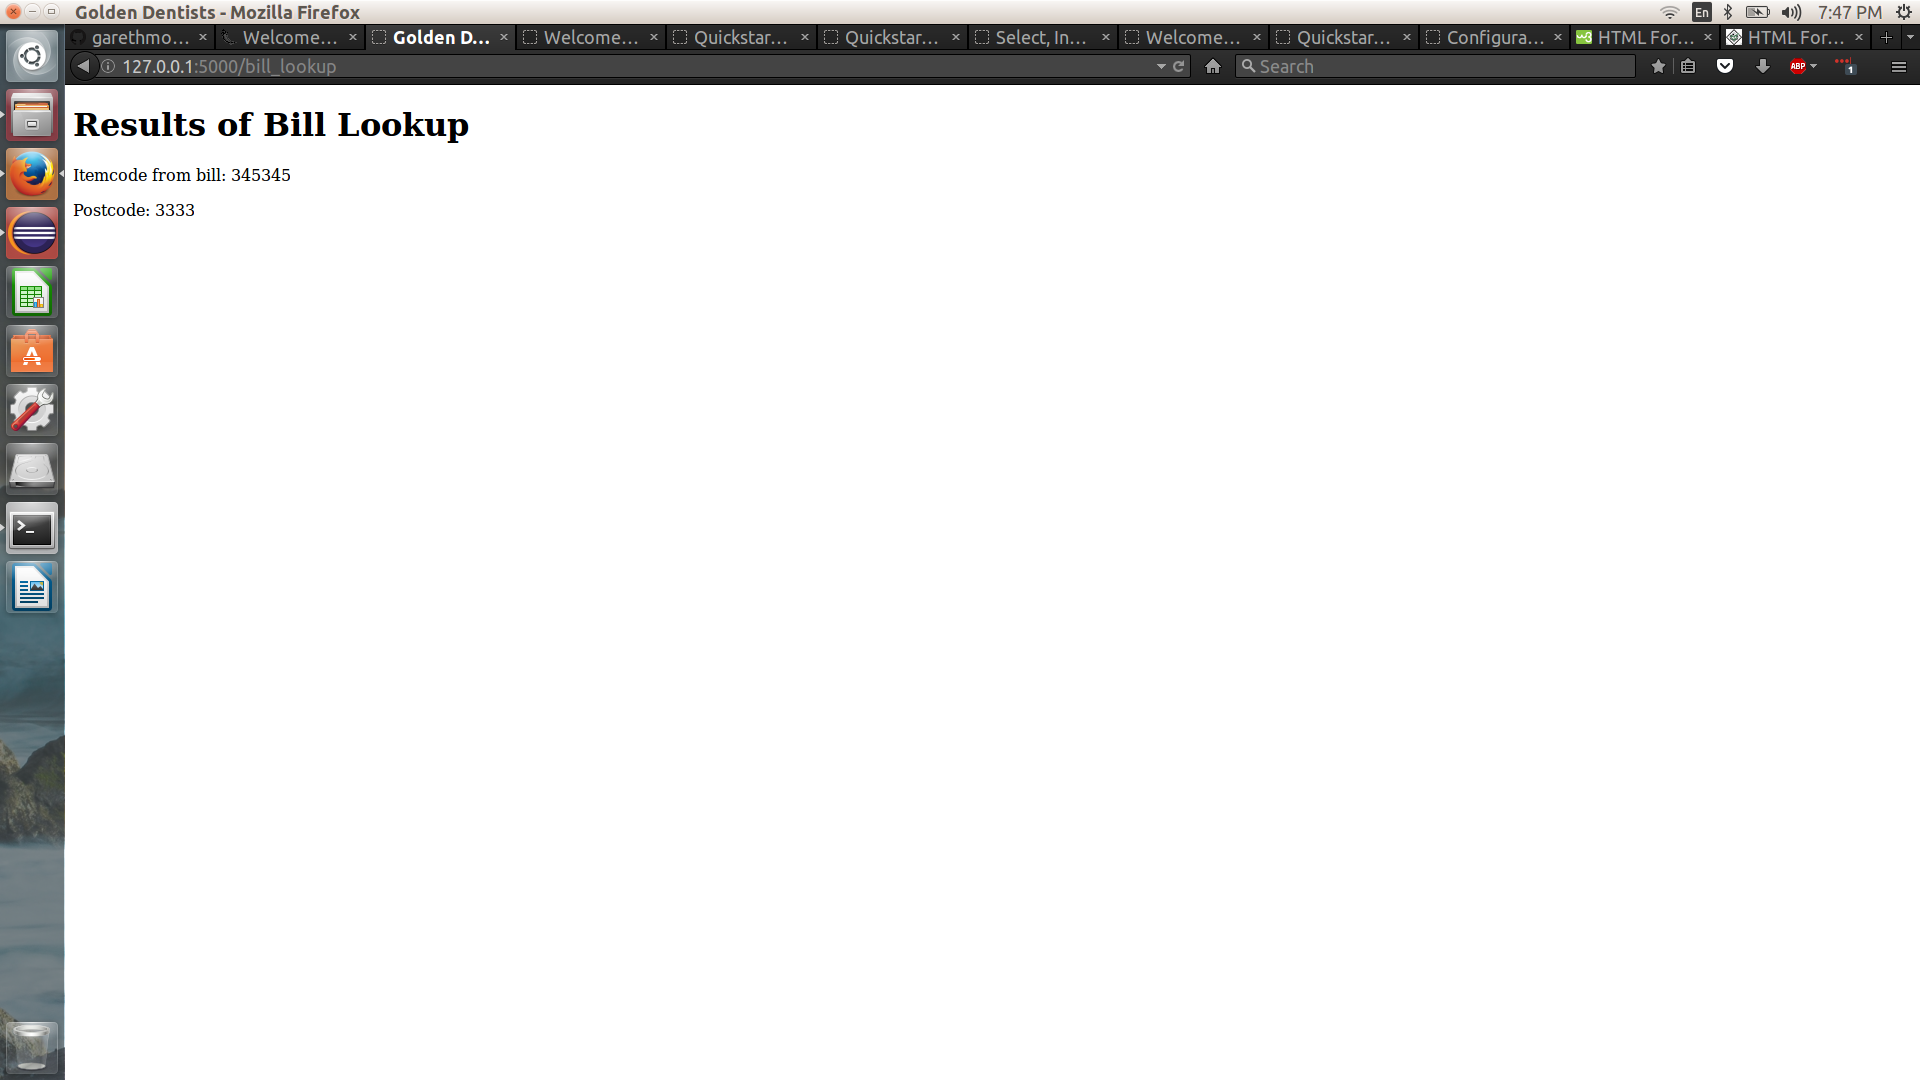 Golden Dentists - Mozilla Firefox
En
7:47 PM
garethmo...
Welcome...
Golden D...
Welcome...
Quickstar...
Quickstar...
Select, In...
Welcome...
Quickstar...
Configura...
HTML For...
HTML For...
127.0.0.1:5000/bill_lookup
Search
ABP
1
Results of Bill Lookup
Itemcode from bill: 345345
Postcode: 3333